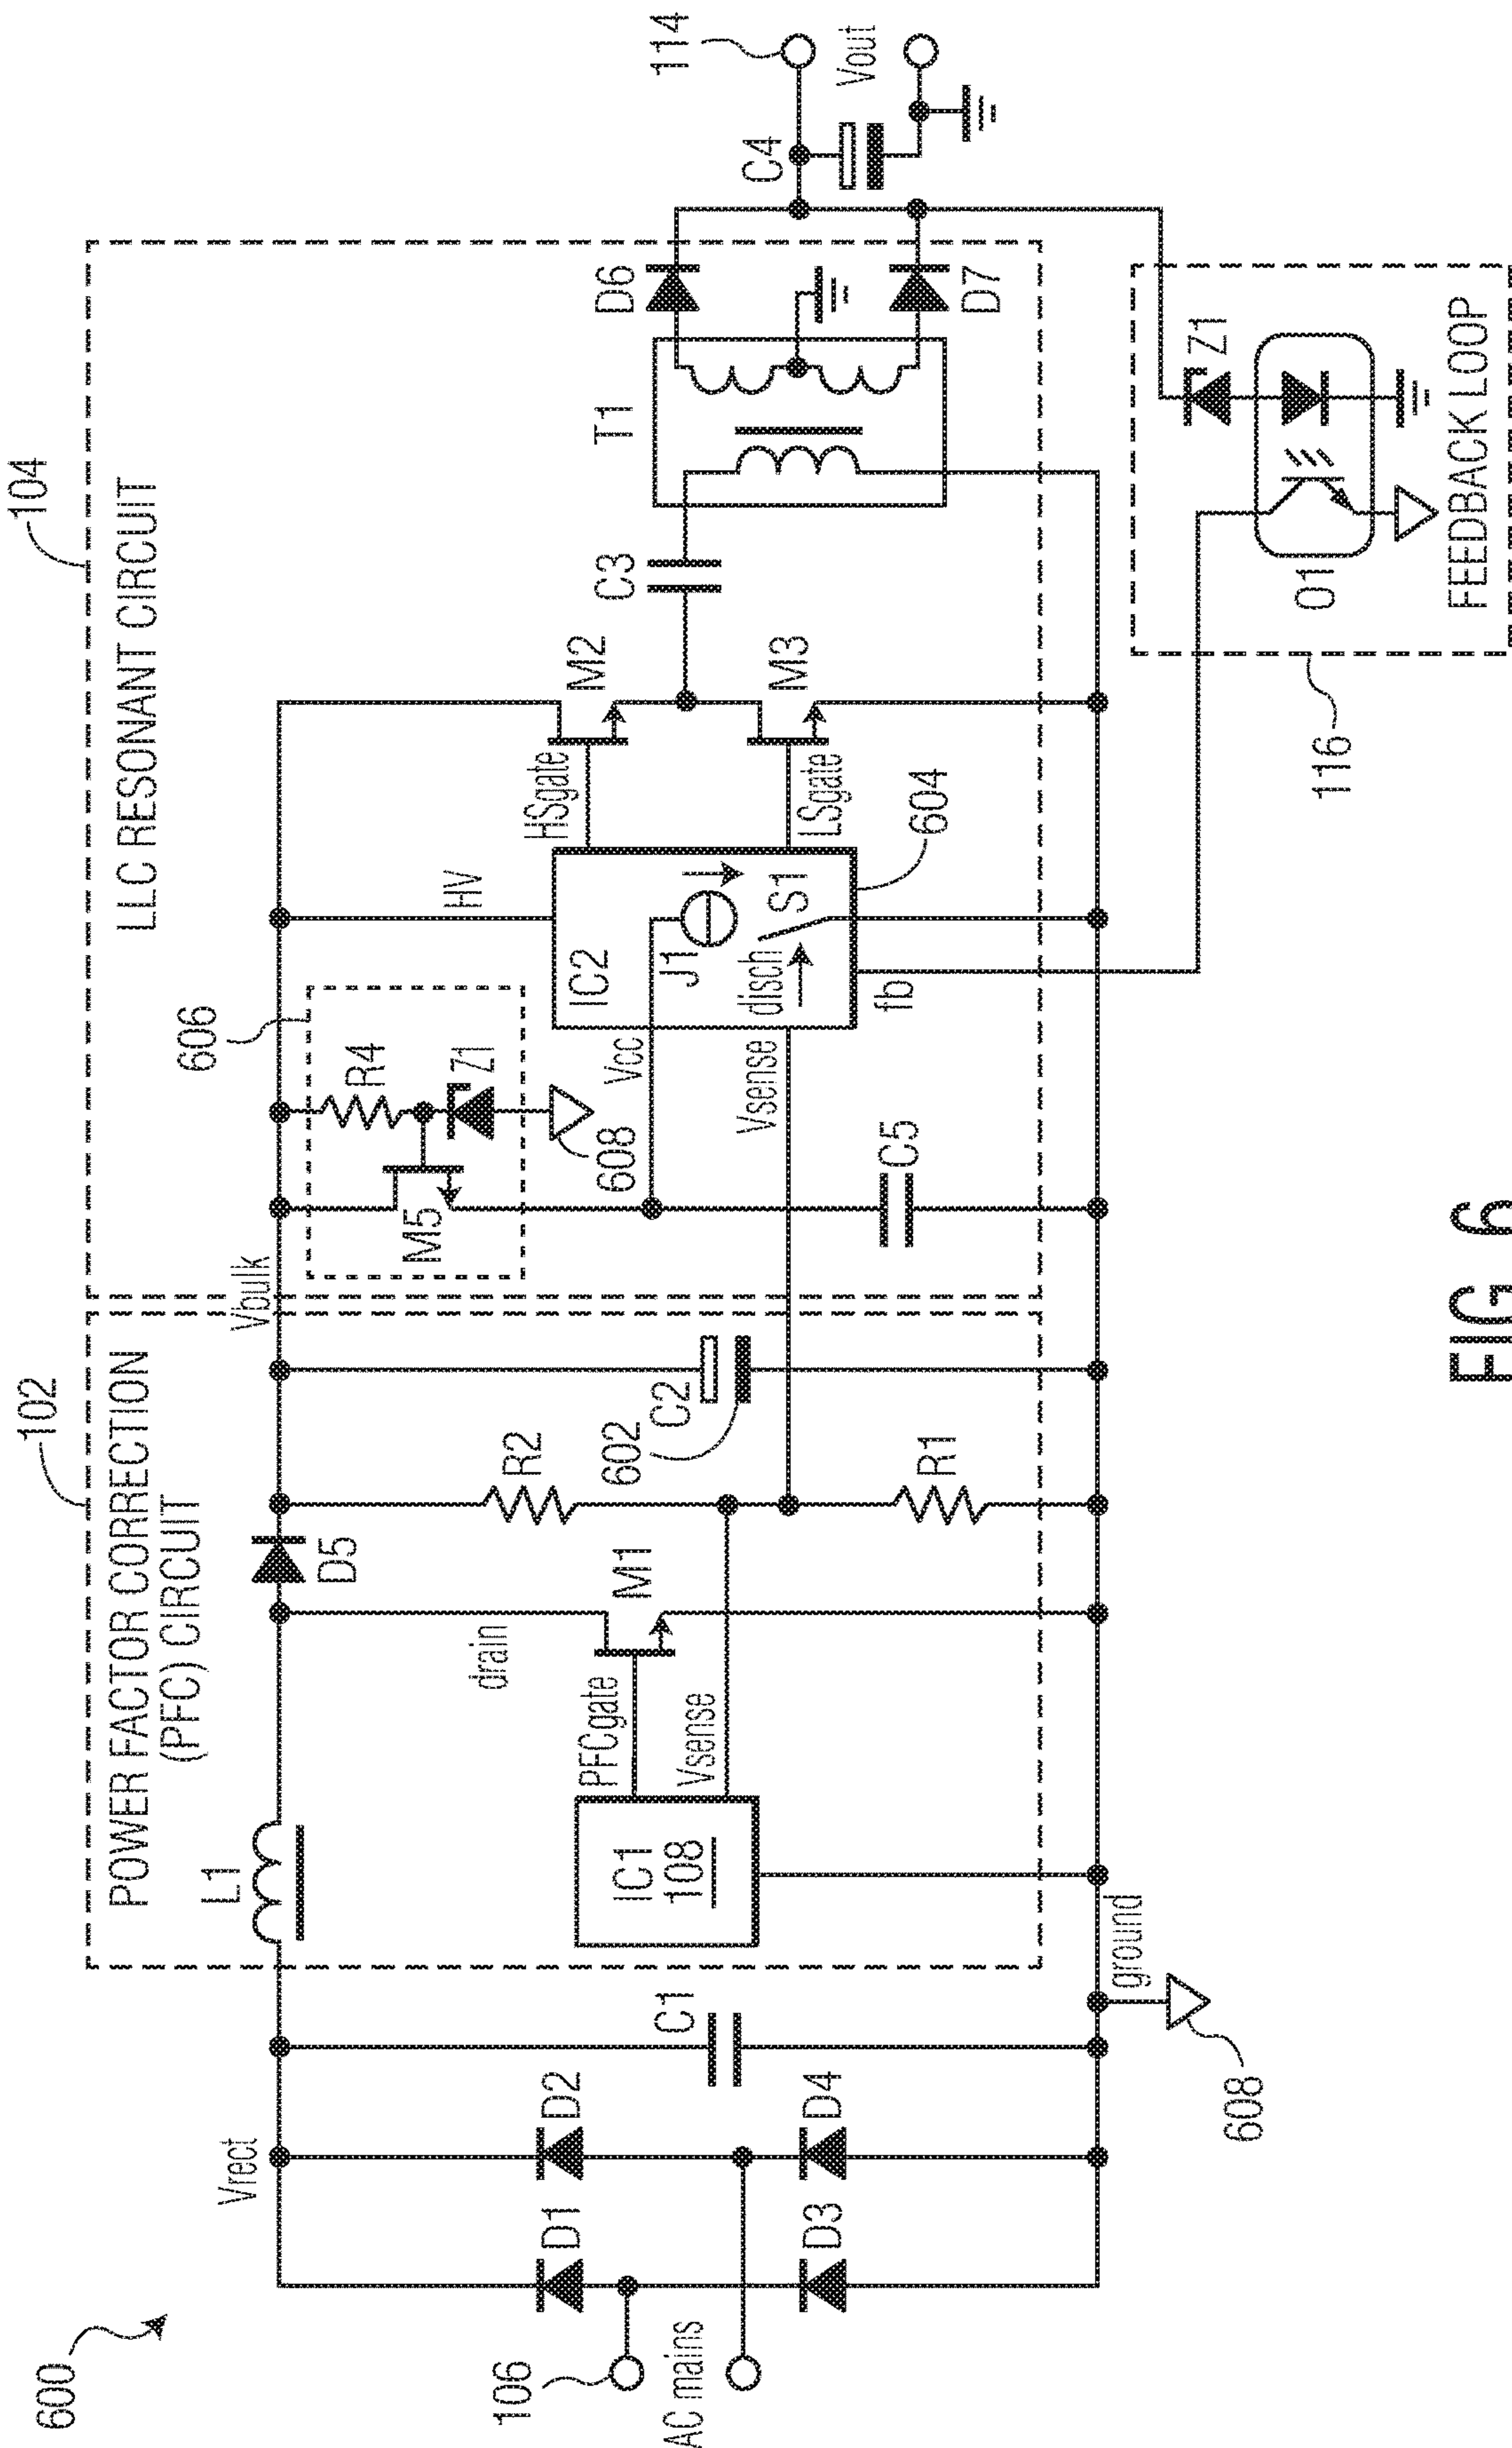 600
102
104
POWER FACTOR CORRECTION
(PFC) CIRCUIT
LLC RESONANT CIRCUIT
Vrect
L1
D5
Vbulk
606
R4
M5
Z1
608
HV
drain
R2
C2
602
Vcc
IC2
J1
disch
S1
604
HSgate
M2
C3
T1
D6
C4
114
106
AC mains
D1
D2
C1
IC1
108
PFCgate
Vsense
M1
Vsense
LSgate
M3
Vout
D3
D4
R1
C5
fb
D7
ground
608
116
O1
Z1
FEEDBACK LOOP
FIG. 6